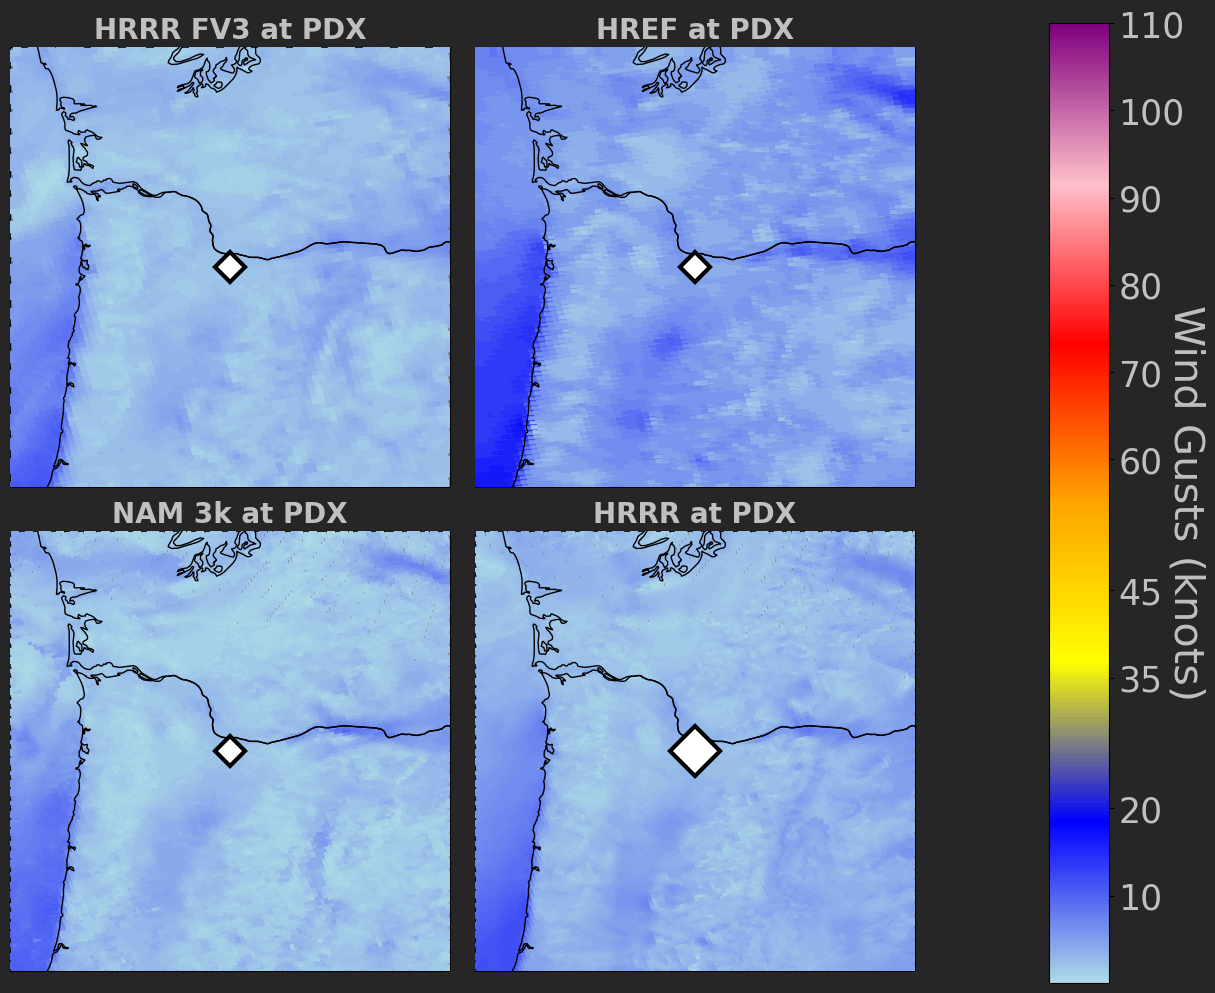 HRRR FV3 at PDX
HREF at PDX
NAM 3k at PDX
HRRR at PDX
110
100
90
80
70
60
45
35
20
10
Wind Gusts (knots)